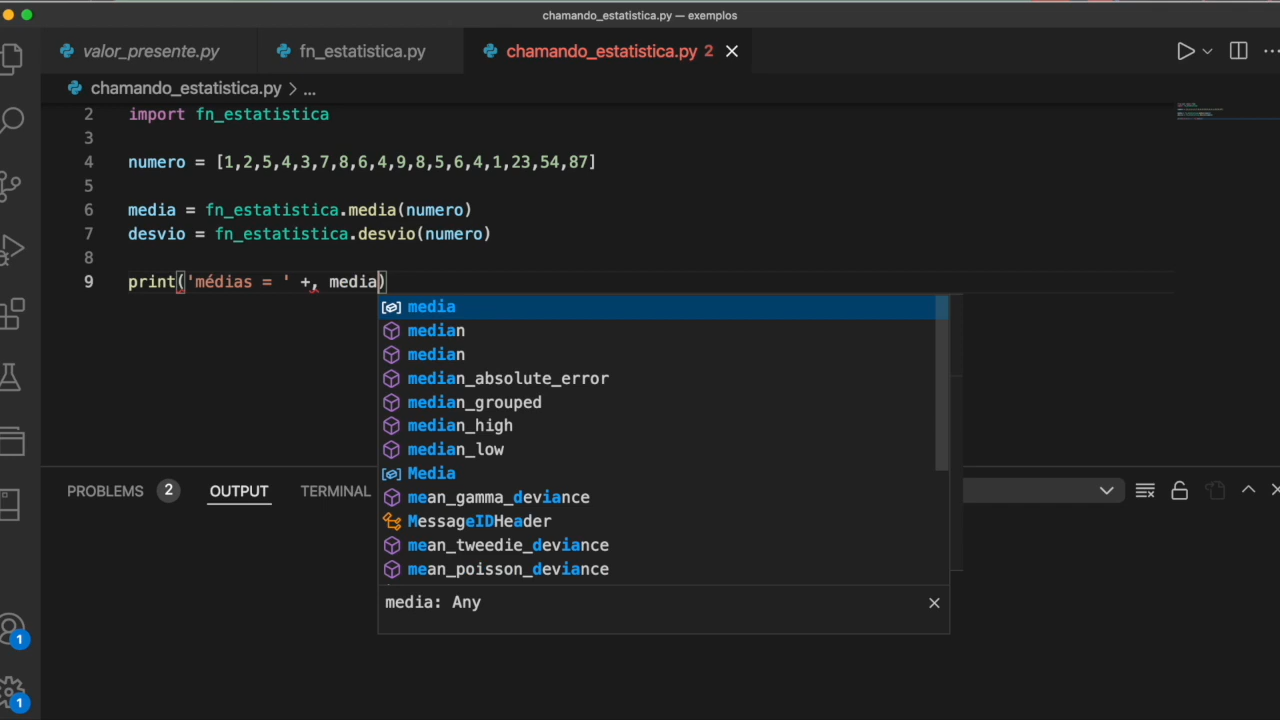 chamando_estatistica.py — exemplos
valor_presente.py
fn_estatistica.py
chamando_estatistica.py 2
chamando_estatistica.py > ...
2 import fn_estatistica
3
4 numero = [1,2,5,4,3,7,8,6,4,9,8,5,6,4,1,23,54,87]
5
6 media = fn_estatistica.media(numero)
7 desvio = fn_estatistica.desvio(numero)
8
9 print('médias = ' +, media)
media
median
median
median_absolute_error
median_grouped
median_high
median_low
Media
mean_gamma_deviance
MessageIDHeader
mean_tweedie_deviance
mean_poisson_deviance
media: Any
PROBLEMS 2 OUTPUT TERMINAL
1
1